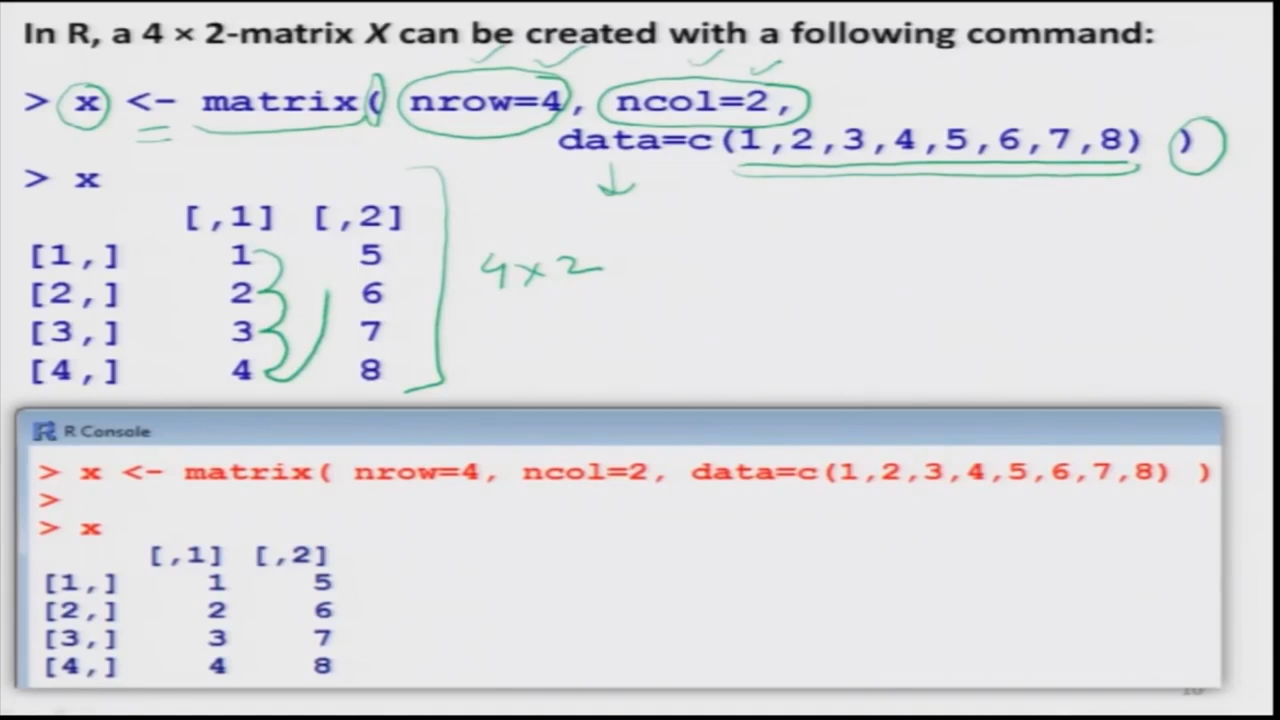 In R, a 4 × 2-matrix X can be created with a following command:
> x <- matrix( nrow=4, ncol=2,
data=c(1,2,3,4,5,6,7,8) )
> x
[,1] [,2]
[1,] 1 5
[2,] 2 6
[3,] 3 7
[4,] 4 8
4x2
R R Console
> x <- matrix( nrow=4, ncol=2, data=c(1,2,3,4,5,6,7,8) )
>
> x
[,1] [,2]
[1,] 1 5
[2,] 2 6
[3,] 3 7
[4,] 4 8